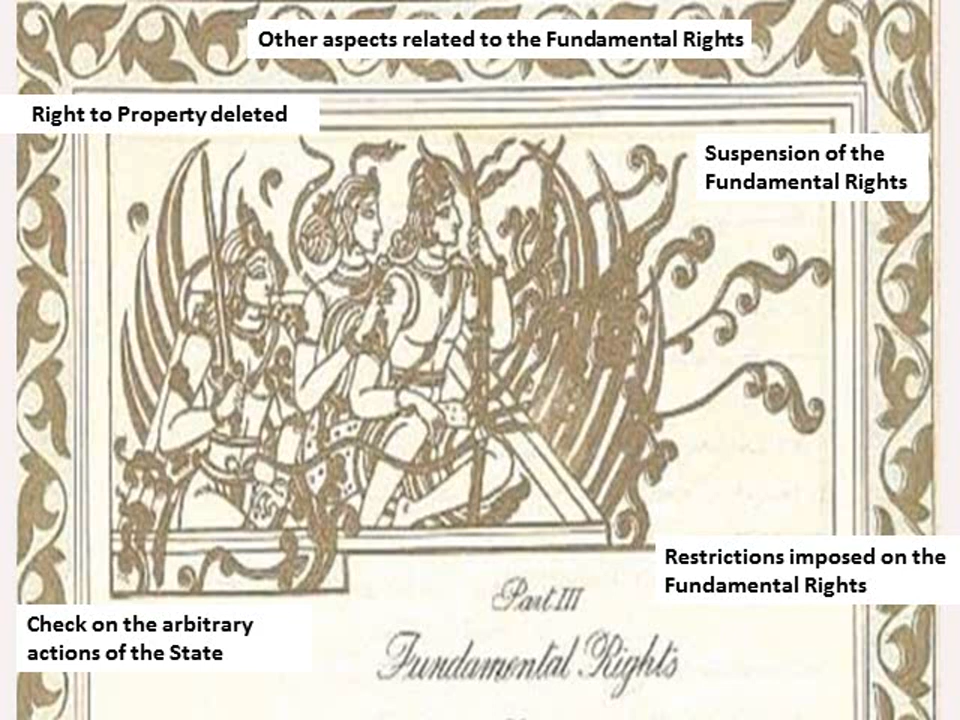 Other aspects related to the Fundamental Rights
Right to Property deleted
Suspension of the
Fundamental Rights
Restrictions imposed on the
Fundamental Rights
Part III
Check on the arbitrary
actions of the State
Fundamental Rights